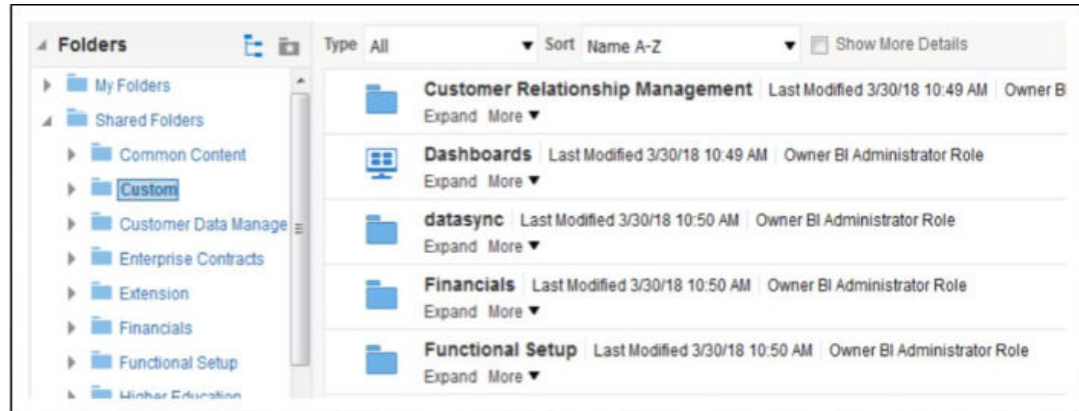 Folders
Type All Sort Name A-Z Show More Details
My Folders
Shared Folders
Common Content
Custom
Customer Data Manage
Enterprise Contracts
Extension
Financials
Functional Setup
Higher Education
Customer Relationship Management Last Modified 3/30/18 10:49 AM Owner B
Expand More
Dashboards Last Modified 3/30/18 10:49 AM Owner BI Administrator Role
Expand More
datasync Last Modified 3/30/18 10:50 AM Owner BI Administrator Role
Expand More
Financials Last Modified 3/30/18 10:50 AM Owner BI Administrator Role
Expand More
Functional Setup Last Modified 3/30/18 10:50 AM Owner BI Administrator Role
Expand More